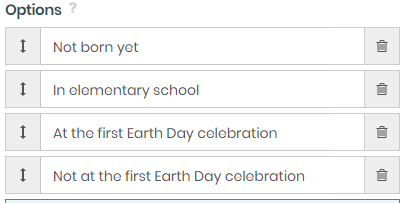 Options ?
Not born yet
In elementary school
At the first Earth Day celebration
Not at the first Earth Day celebration